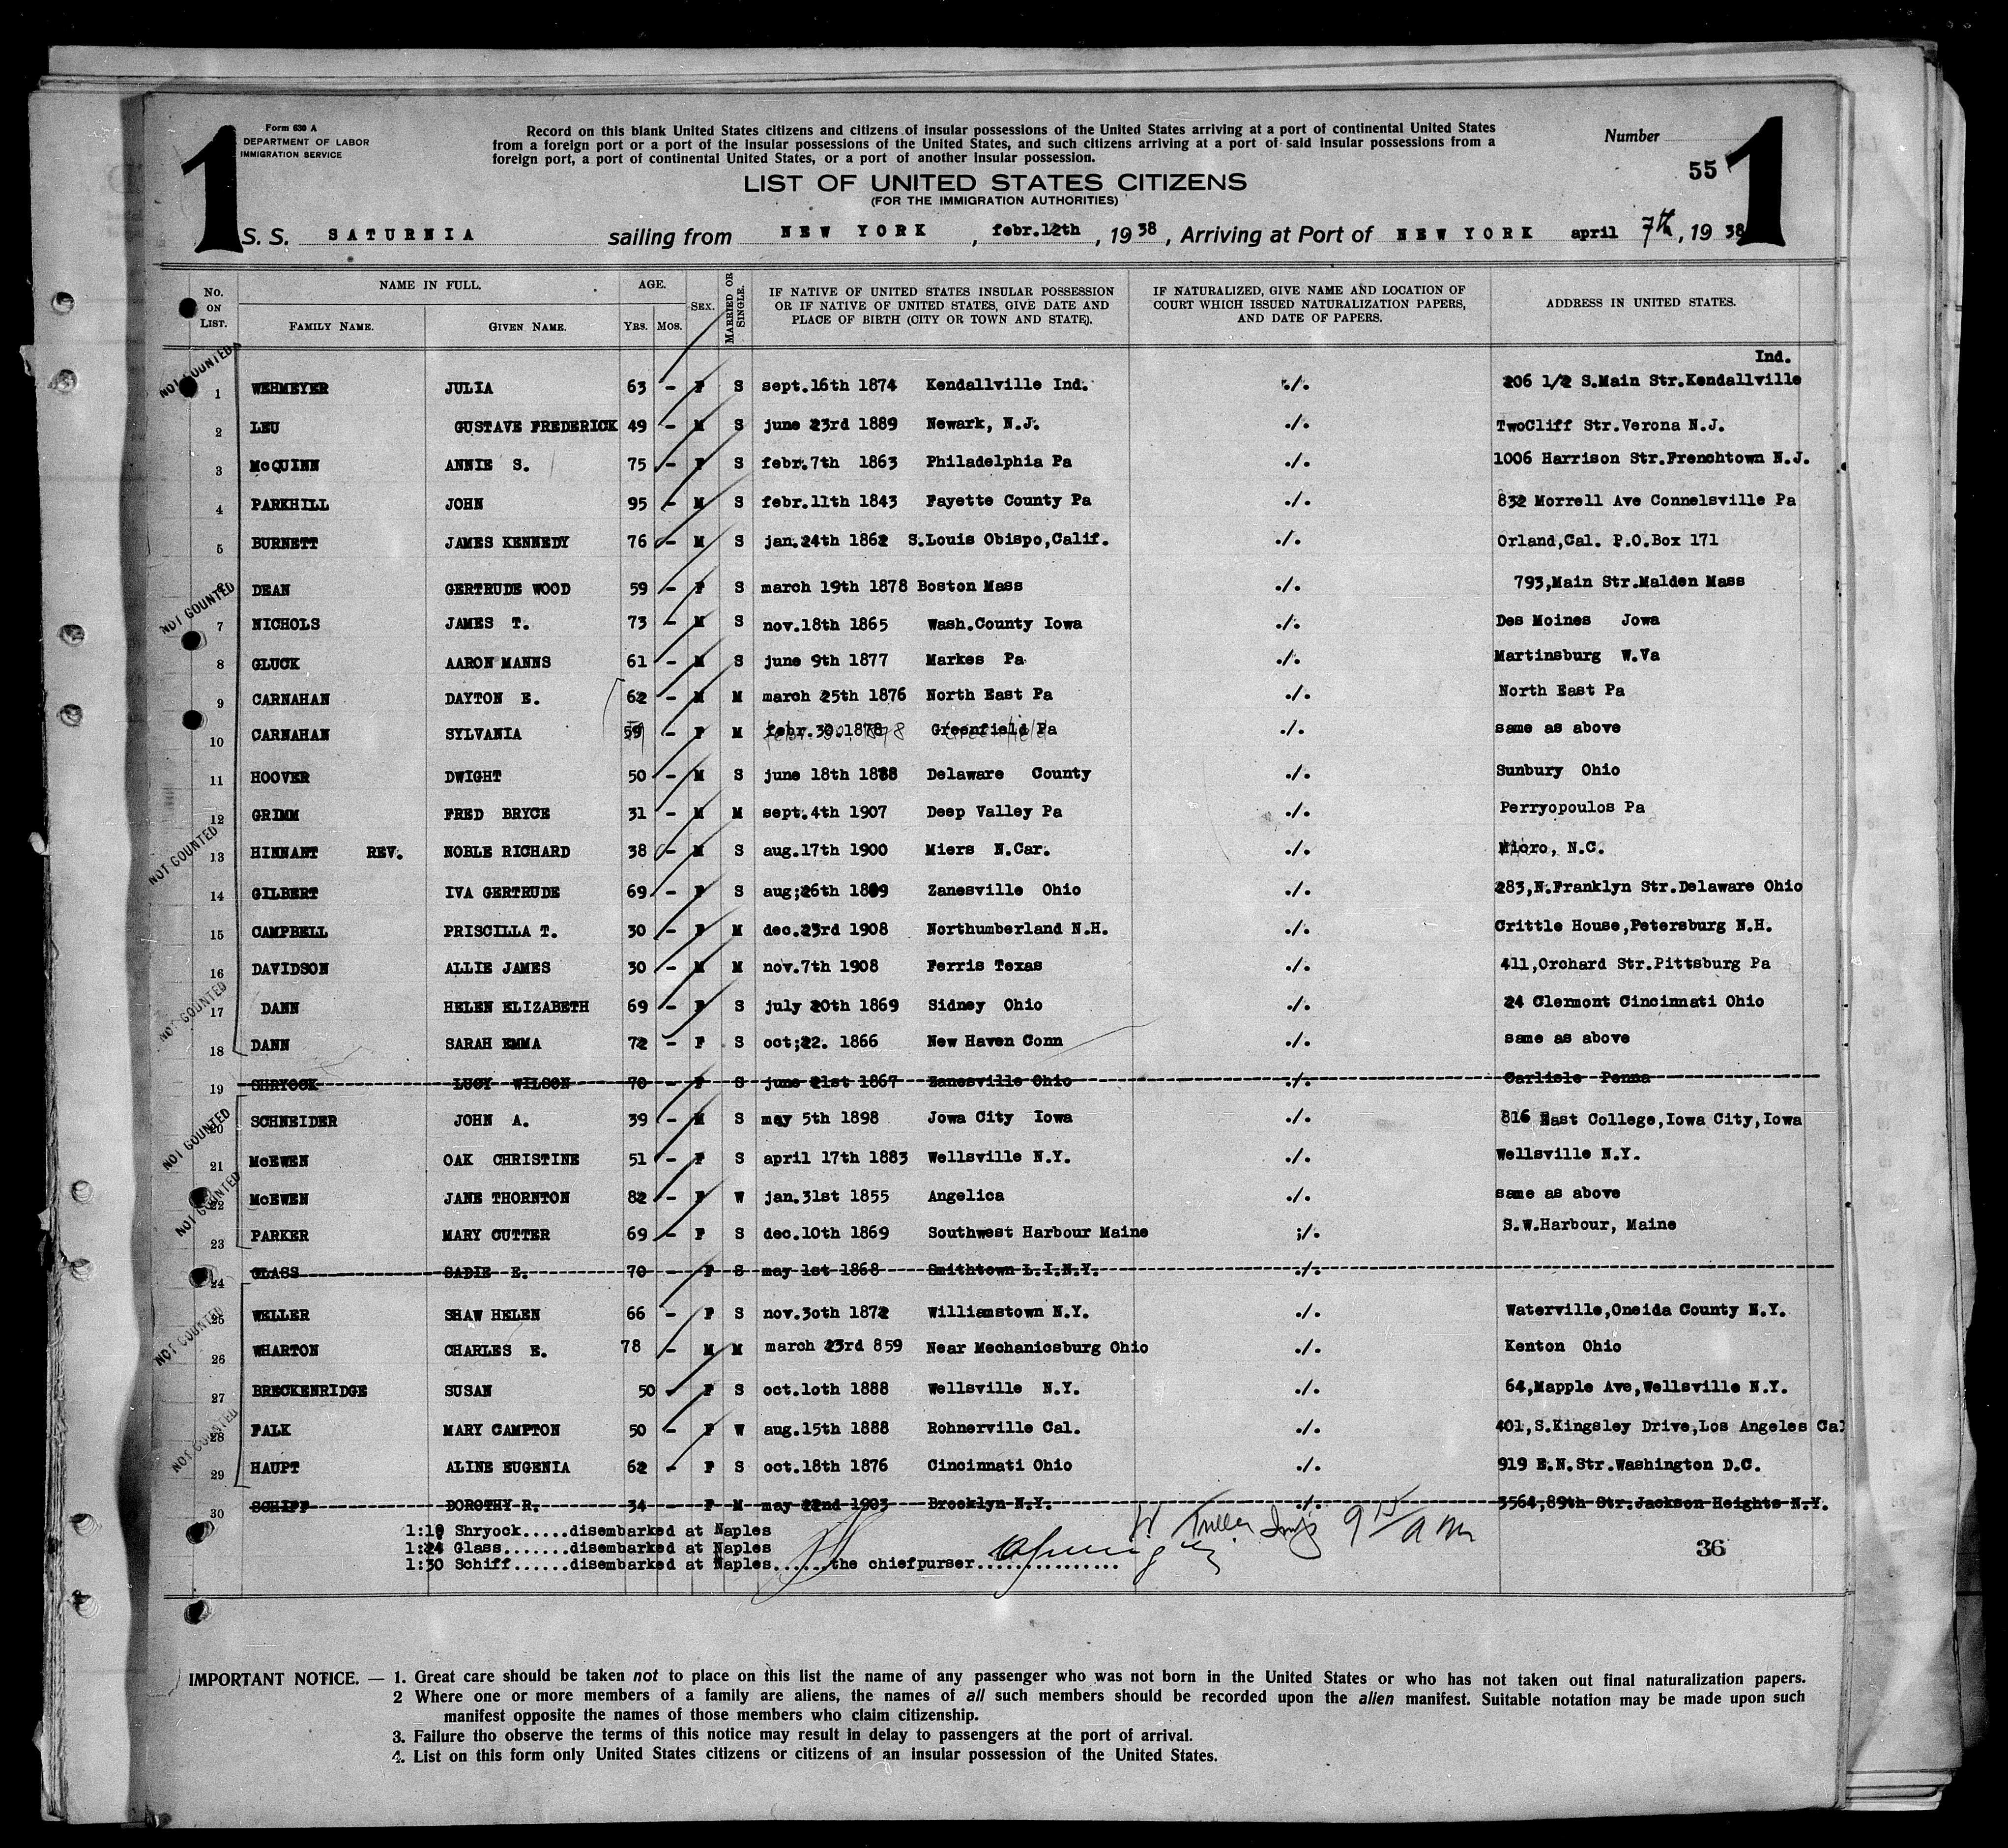 1
1
Form 630 A
DEPARTMENT OF LABOR
IMMIGRATION SERVICE
Record on this blank United States citizens and citizens of insular possessions of the United States arriving at a port of continental United States
from a foreign port or a port of the insular possessions of the United States, and such citizens arriving at a port of said insular possessions from a
foreign port, a port of continental United States, or a port of another insular possession.
Number
55
LIST OF UNITED STATES CITIZENS
(FOR THE IMMIGRATION AUTHORITIES)
S. S. SATURNIA sailing from NEW YORK, febr.12th, 1938, Arriving at Port of NEW YORK april 7th, 1938
No. ON LIST. NAME IN FULL. AGE. SEX. MARRIED OR SINGLE. IF NATIVE OF UNITED STATES INSULAR POSSESSION OR IF NATIVE OF UNITED STATES, GIVE DATE AND PLACE OF BIRTH (CITY OR TOWN AND STATE). IF NATURALIZED, GIVE NAME AND LOCATION OF COURT WHICH ISSUED NATURALIZATION PAPERS, AND DATE OF PAPERS. ADDRESS IN UNITED STATES.
FAMILY NAME. GIVEN NAME. YRS. MOS.
NOT COUNTED
Ind.
1 WEHMEYER JULIA 63 - F S sept.16th 1874 Kendallville Ind. ./. 206 1/2 S.Main Str.Kendallville
2 LEU GUSTAVE FREDERICK 49 - M S june 23rd 1889 Newark, N.J. ./. TwoCliff Str.Verona N.J.
3 McQUINN ANNIE S. 75 - F S febr.7th 1863 Philadelphia Pa ./. 1006 Harrison Str.Frenchtown N.J.
4 PARKHILL JOHN 95 - M S febr.11th 1843 Fayette County Pa ./. 832 Morrell Ave Connelsville Pa
5 BURNETT JAMES KENNEDY 76 - M S jan.24th 1862 S.Louis Obispo,Calif. ./. Orland,Cal. P.O.Box 171
6 DEAN GERTRUDE WOOD 59 - F S march 19th 1878 Boston Mass ./. 793,Main Str.Malden Mass
NOT COUNTED
7 NICHOLS JAMES T. 73 - M S nov.18th 1865 Wash.County Iowa ./. Des Moines Jowa
8 GLUCK AARON MANNS 61 - M S june 9th 1877 Markes Pa ./. Martinsburg W.Va
9 CARNAHAN DAYTON E. 62 - M M march 25th 1876 North East Pa ./. North East Pa
10 CARNAHAN SYLVANIA 59 - F M febr.30.1878 Greenfield Pa ./. same as above
11 HOOVER DWIGHT 50 - M S june 18th 1888 Delaware County ./. Sunbury Ohio
12 GRIMM FRED BRYCE 31 - M M sept.4th 1907 Deep Valley Pa ./. Perryopoulos Pa
NOT COUNTED
13 HINNANT REV. NOBLE RICHARD 38 - M S aug.17th 1900 Miers N.Car. ./. Micro, N.C.
14 GILBERT IVA GERTRUDE 69 - F S aug;26th 1869 Zanesville Ohio ./. 283,N.Franklyn Str.Delaware Ohio
15 CAMPBELL PRISCILLA T. 30 - F M dec.23rd 1908 Northumberland N.H. ./. Crittle House,Petersburg N.H.
16 DAVIDSON ALLIE JAMES 30 - M M nov.7th 1908 Ferris Texas ./. 411,Orchard Str.Pittsburg Pa
NOT COUNTED
17 DANN HELEN ELIZABETH 69 - F S july 20th 1869 Sidney Ohio ./. 24 Clermont Cincinnati Ohio
18 DANN SARAH EMMA 72 - F S oct;22. 1866 New Haven Conn ./. same as above
19 SHRYOCK LUCY WILSON 70 - F S june 21st 1867 Zanesville Ohio ./. Carlisle Penna
NOT COUNTED
20 SCHNEIDER JOHN A. 39 - M S may 5th 1898 Jowa City Iowa ./. 816 East College,Iowa City,Iowa
21 McEWEN OAK CHRISTINE 51 - F S april 17th 1883 Wellsville N.Y. ./. Wellsville N.Y.
NOT COUNTED
22 McEWEN JANE THORNTON 82 - F W jan.31st 1855 Angelica ./. same as above
23 PARKER MARY CUTTER 69 - F S dec.10th 1869 Southwest Harbour Maine ;/. S.W.Harbour, Maine
24 GLASS SADIE E. 70 - F S may 1st 1868 Smithtown L.I.N.Y. ./.
NOT COUNTED
25 WELLER SHAW HELEN 66 - F S nov.30th 1872 Williamstown N.Y. ./. Waterville,Oneida County N.Y.
26 WHARTON CHARLES E. 78 - M M march 23rd 859 Near Mechanicsburg Ohio ./. Kenton Ohio
27 BRECKENRIDGE SUSAN 50 - F S oct.1oth 1888 Wellsville N.Y. ./. 64,Mapple Ave,Wellsville N.Y.
NOT COUNTED
28 FALK MARY CAMPTON 50 - F W aug.15th 1888 Rohnerville Cal. ./. 401,S.Kingsley Drive,Los Angeles Cal
29 HAUPT ALINE EUGENIA 62 - F S oct.18th 1876 Cincinnati Ohio ./. 919 E.N.Str.Washington D.C.
30 SCHIFF DOROTHY R. 34 - F M may 22nd 1903 Brooklyn N.Y. ./. 3564,89th Str.Jackson Heights N.Y.
1:19 Shryock.....disembarked at Naples
1:24 Glass.......disembarked at Naples
1:30 Schiff......disembarked at Naples......the chiefpurser...............
9 15 AM
36
IMPORTANT NOTICE. — 1. Great care should be taken not to place on this list the name of any passenger who was not born in the United States or who has not taken out final naturalization papers.
2 Where one or more members of a family are aliens, the names of all such members should be recorded upon the alien manifest. Suitable notation may be made upon such
manifest opposite the names of those members who claim citizenship.
3. Failure tho observe the terms of this notice may result in delay to passengers at the port of arrival.
4. List on this form only United States citizens or citizens of an insular possession of the United States.